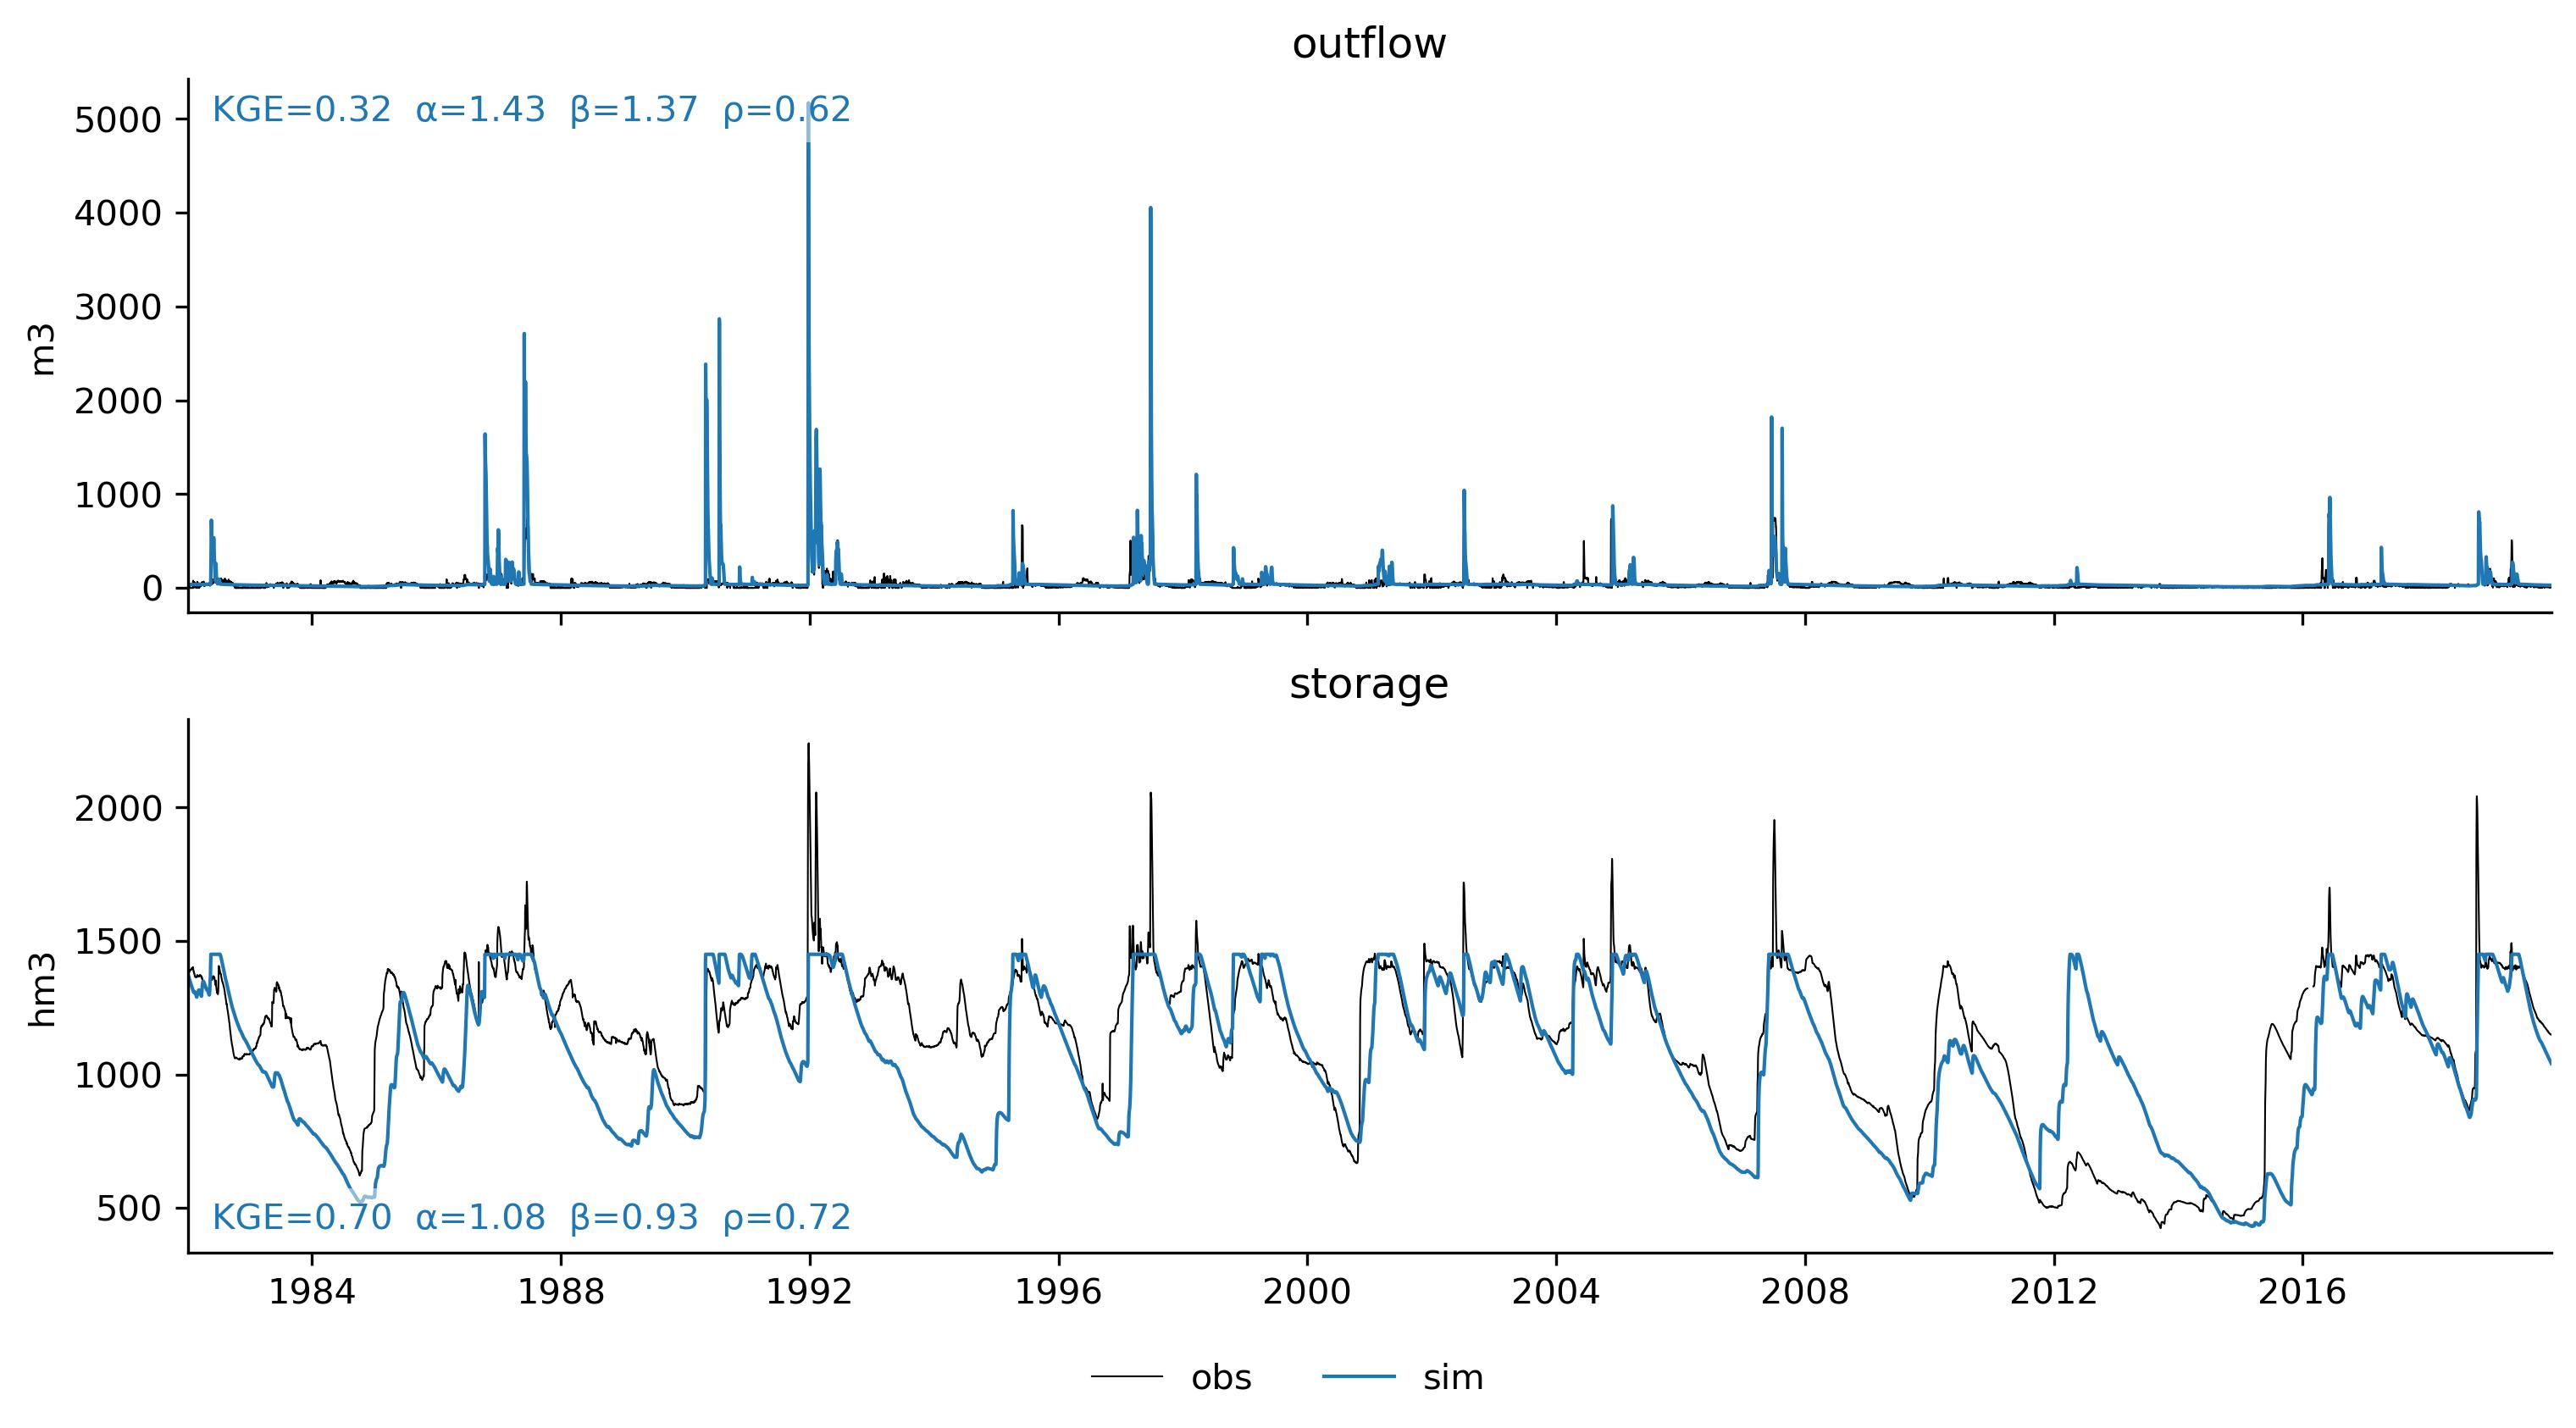 outflow
KGE=0.32 α=1.43 β=1.37 ρ=0.62
5000
4000
3000
2000
1000
0
m3
storage
2000
1500
1000
500
hm3
KGE=0.70 α=1.08 β=0.93 ρ=0.72
1984 1988 1992 1996 2000 2004 2008 2012 2016
obs sim